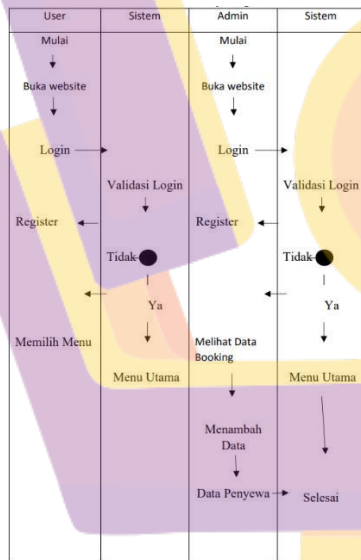 User Sistem Admin Sistem
Mulai Mulai
Buka website Buka website
Login Login
Validasi Login Validasi Login
Register Register
Tidak Tidak
Ya Ya
Memilih Menu Melihat Data
Booking
Menu Utama Menu Utama
Menambah
Data
Data Penyewa Selesai